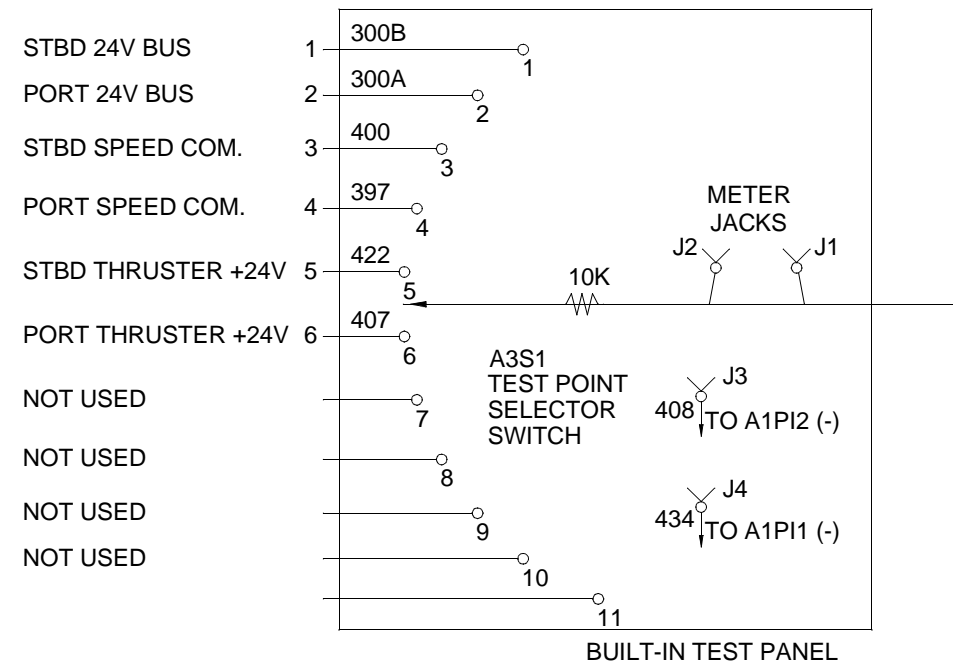 STBD 24V BUS 1 300B 1
PORT 24V BUS 2 300A 2
STBD SPEED COM. 3 400 3
PORT SPEED COM. 4 397 4
METER
JACKS
J2 J1
STBD THRUSTER +24V 5 422 5
10K
PORT THRUSTER +24V 6 407 6
A3S1
TEST POINT
SELECTOR
SWITCH
J3
408 TO A1PI2 (-)
NOT USED 7
NOT USED 8
J4
434 TO A1PI1 (-)
NOT USED 9
NOT USED 10
11
BUILT-IN TEST PANEL